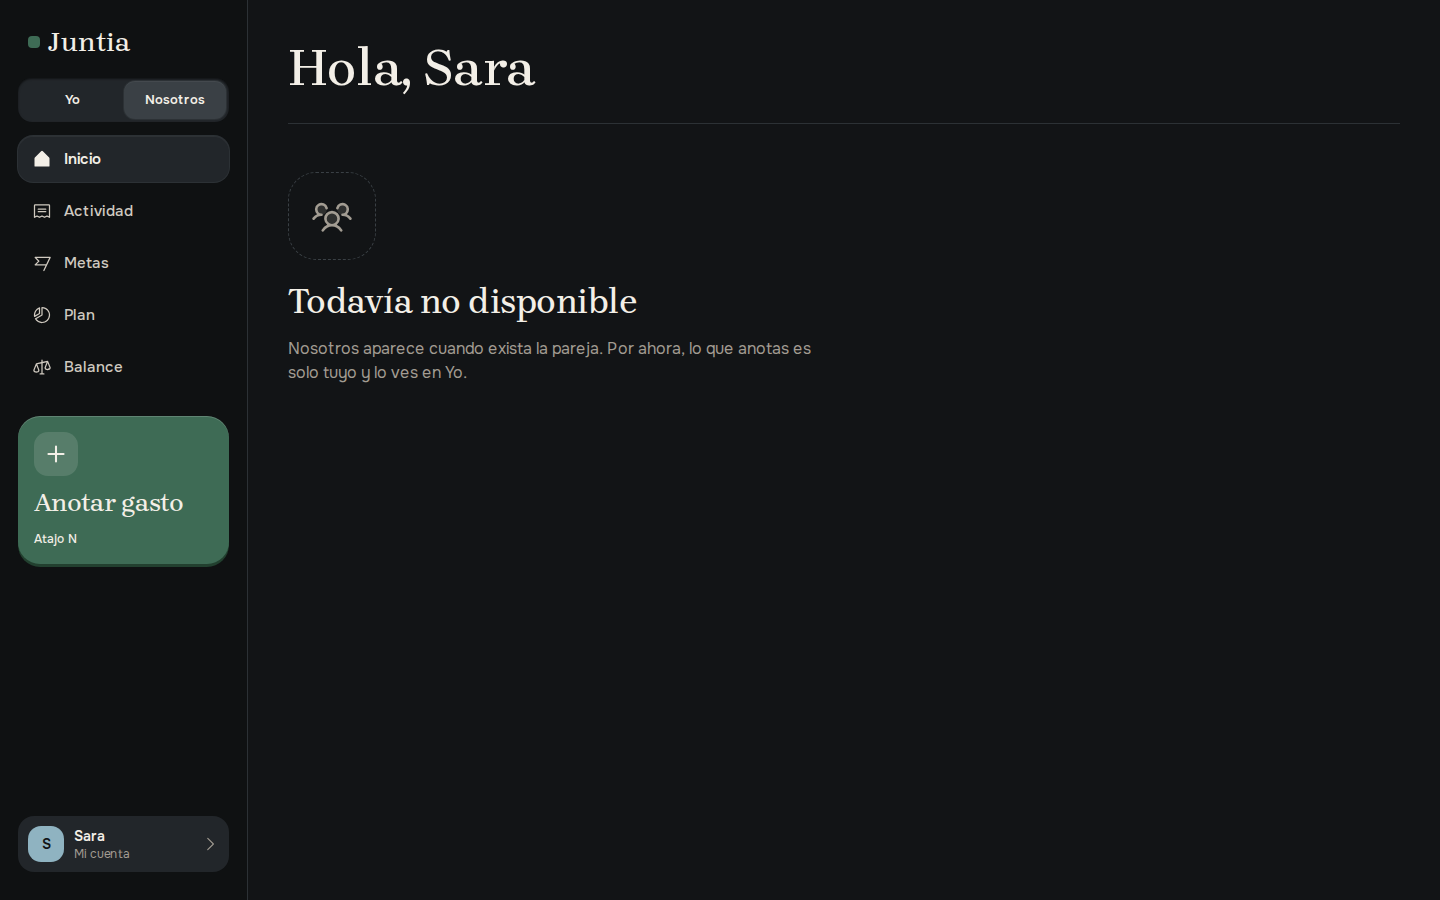 Juntia
Yo
Nosotros
Inicio
Actividad
Metas
Plan
Balance
Anotar gasto
Atajo N
S
Sara
Mi cuenta
Hola, Sara
Todavía no disponible
Nosotros aparece cuando exista la pareja. Por ahora, lo que anotas es
solo tuyo y lo ves en Yo.